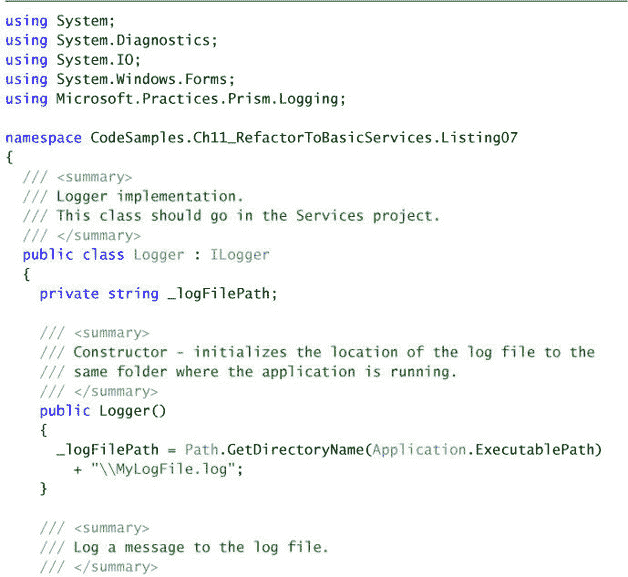 using System;
using System.Diagnostics;
using System.IO;
using System.Windows.Forms;
using Microsoft.Practices.Prism.Logging;
namespace CodeSamples.Ch11_RefactorToBasicServices.Listing07
{
/// <summary>
/// Logger implementation.
/// This class should go in the Services project.
/// </summary>
public class Logger : ILogger
{
private string _logFilePath;
/// <summary>
/// Constructor - initializes the location of the log file to the
/// same folder where the application is running.
/// </summary>
public Logger()
{
_logFilePath = Path.GetDirectoryName(Application.ExecutablePath)
+ "\\MyLogFile.log";
}
/// <summary>
/// Log a message to the log file.
/// </summary>